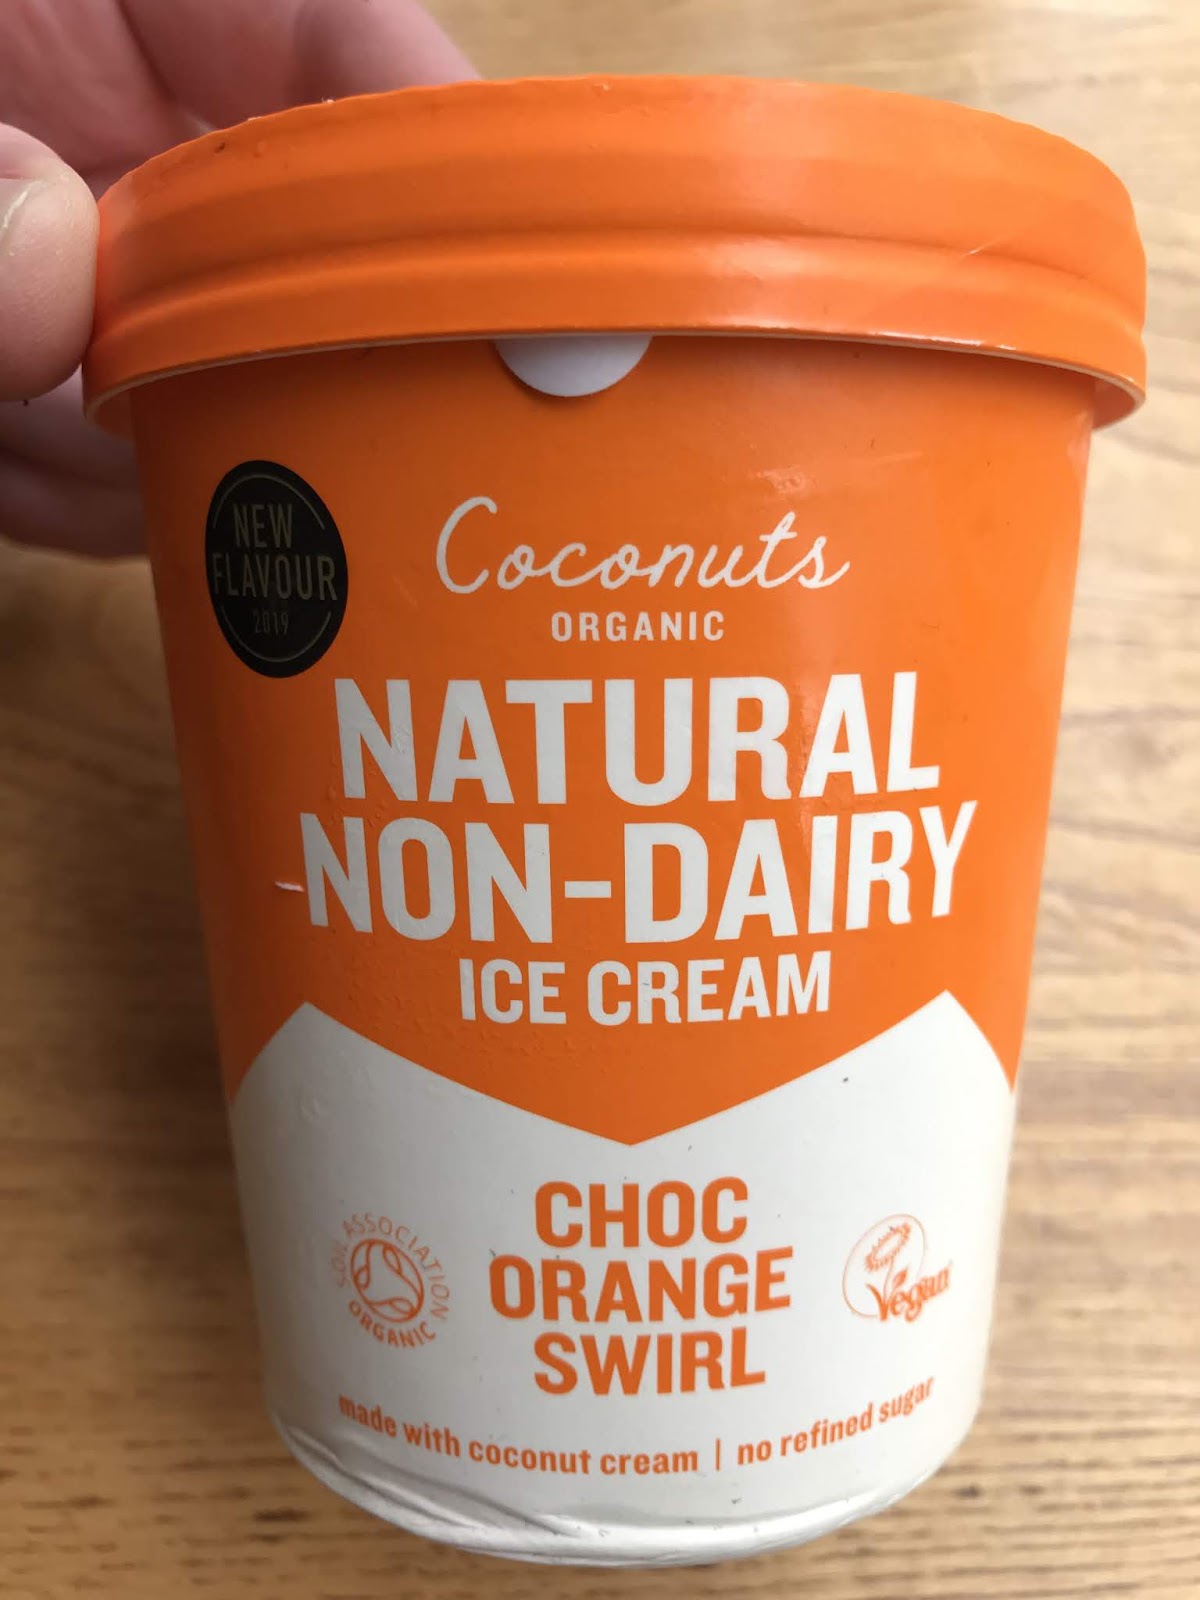 NEW
FLAVOUR
2019
Coconuts
ORGANIC
NATURAL
NON-DAIRY
ICE CREAM
CHOC
ORANGE
SWIRL
SOIL ASSOCIATION
ORGANIC
Vegan
made with coconut cream | no refined sugar